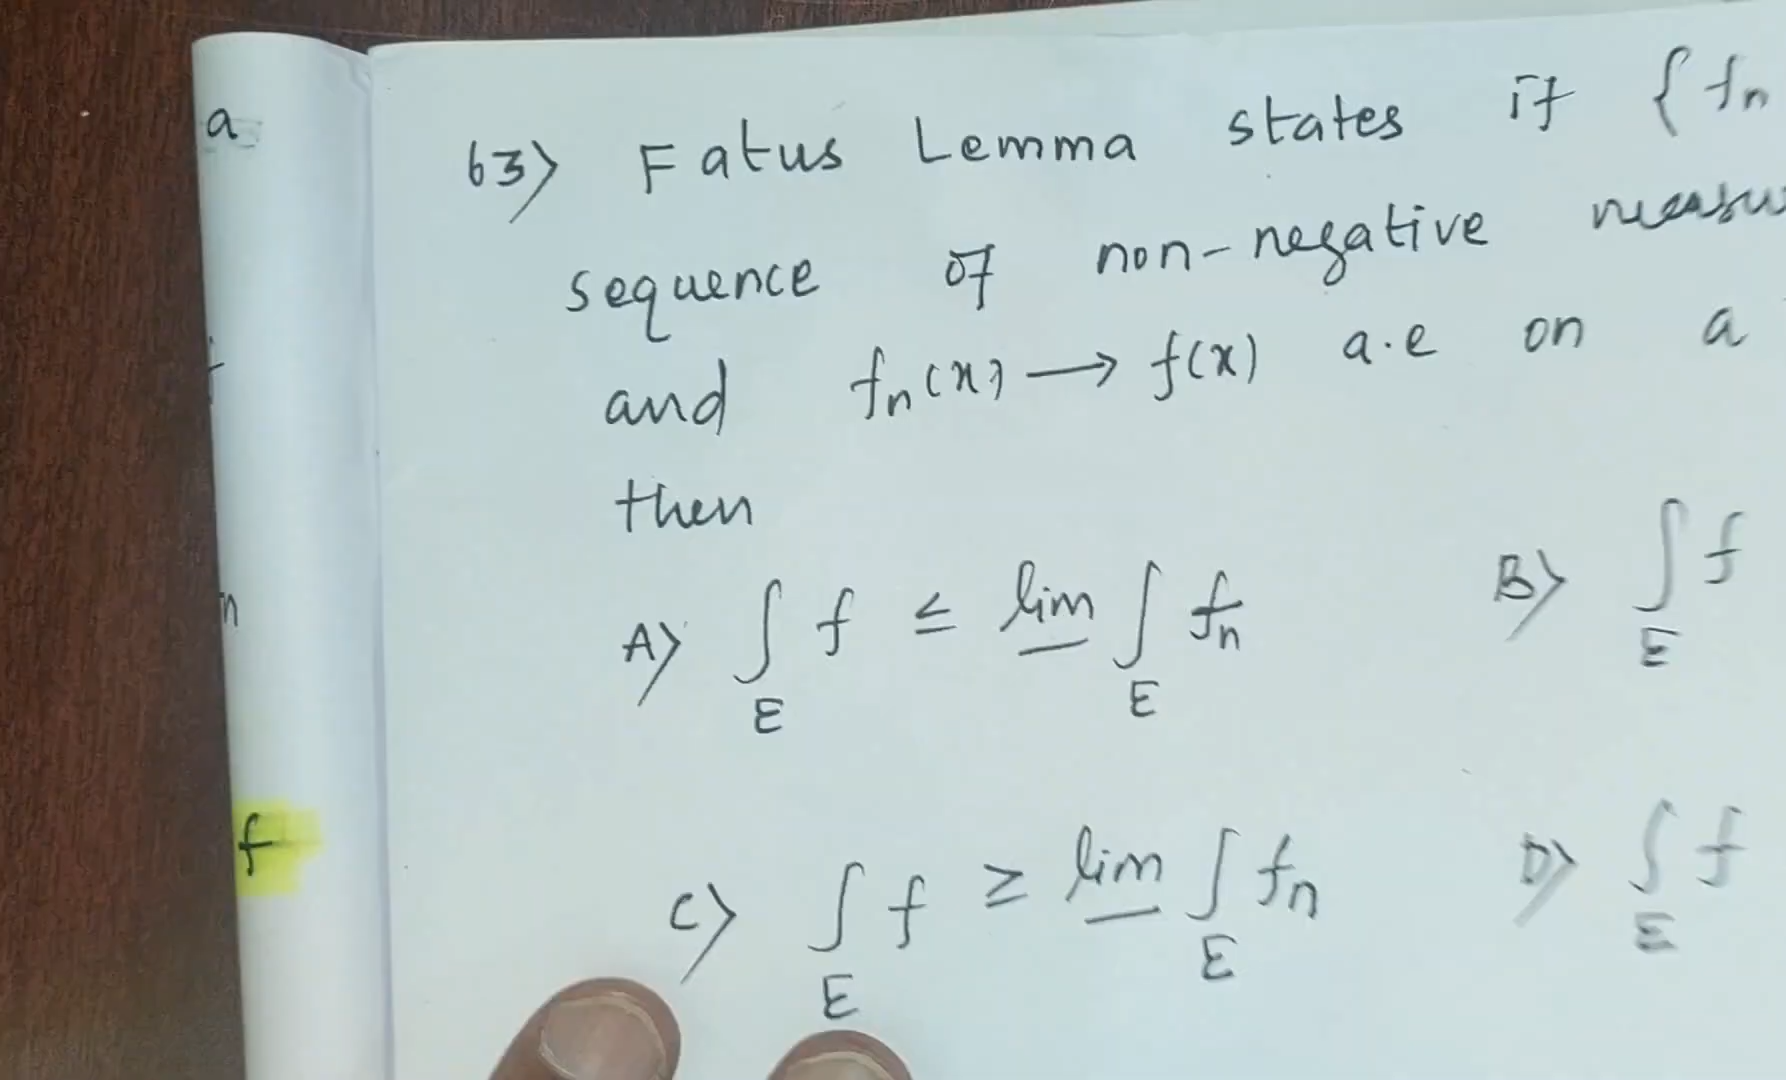 a
63) Fatus Lemma states if {fn
sequence of non-negative
and fn(x) → f(x) a.e on a
then
A) ∫E f ≤ lim ∫E fn B) ∫E f
n
f
C) ∫E f ≥ lim ∫E fn D) ∫E f